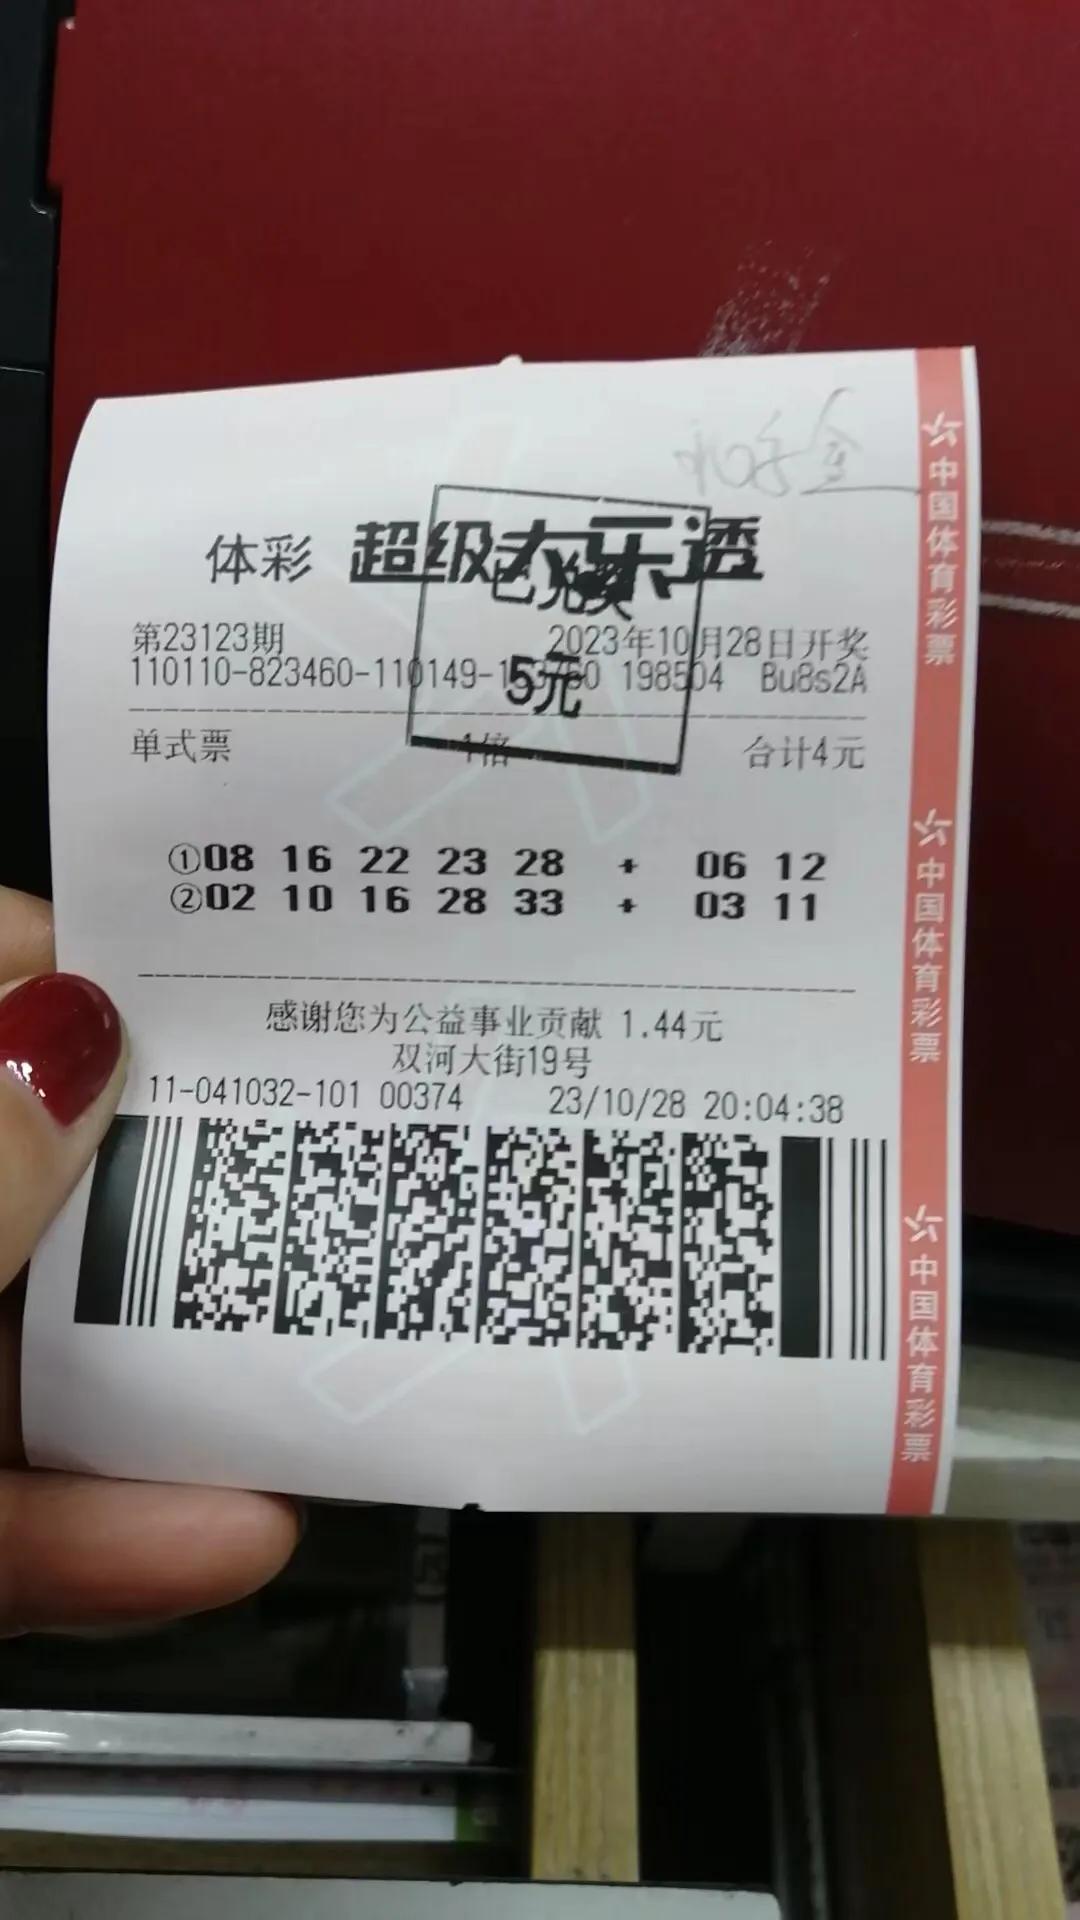 体彩 超级大乐透
已兑奖
5元
第23123期 2023年10月28日开奖
110110-823460-110149- 198504 Bu8s2A
单式票 1倍 合计4元
①08 16 22 23 28 + 06 12
②02 10 16 28 33 + 03 11
感谢您为公益事业贡献 1.44元
双河大街19号
11-041032-101 00374 23/10/28 20:04:38
中国体育彩票
中国体育彩票
中国体育彩票